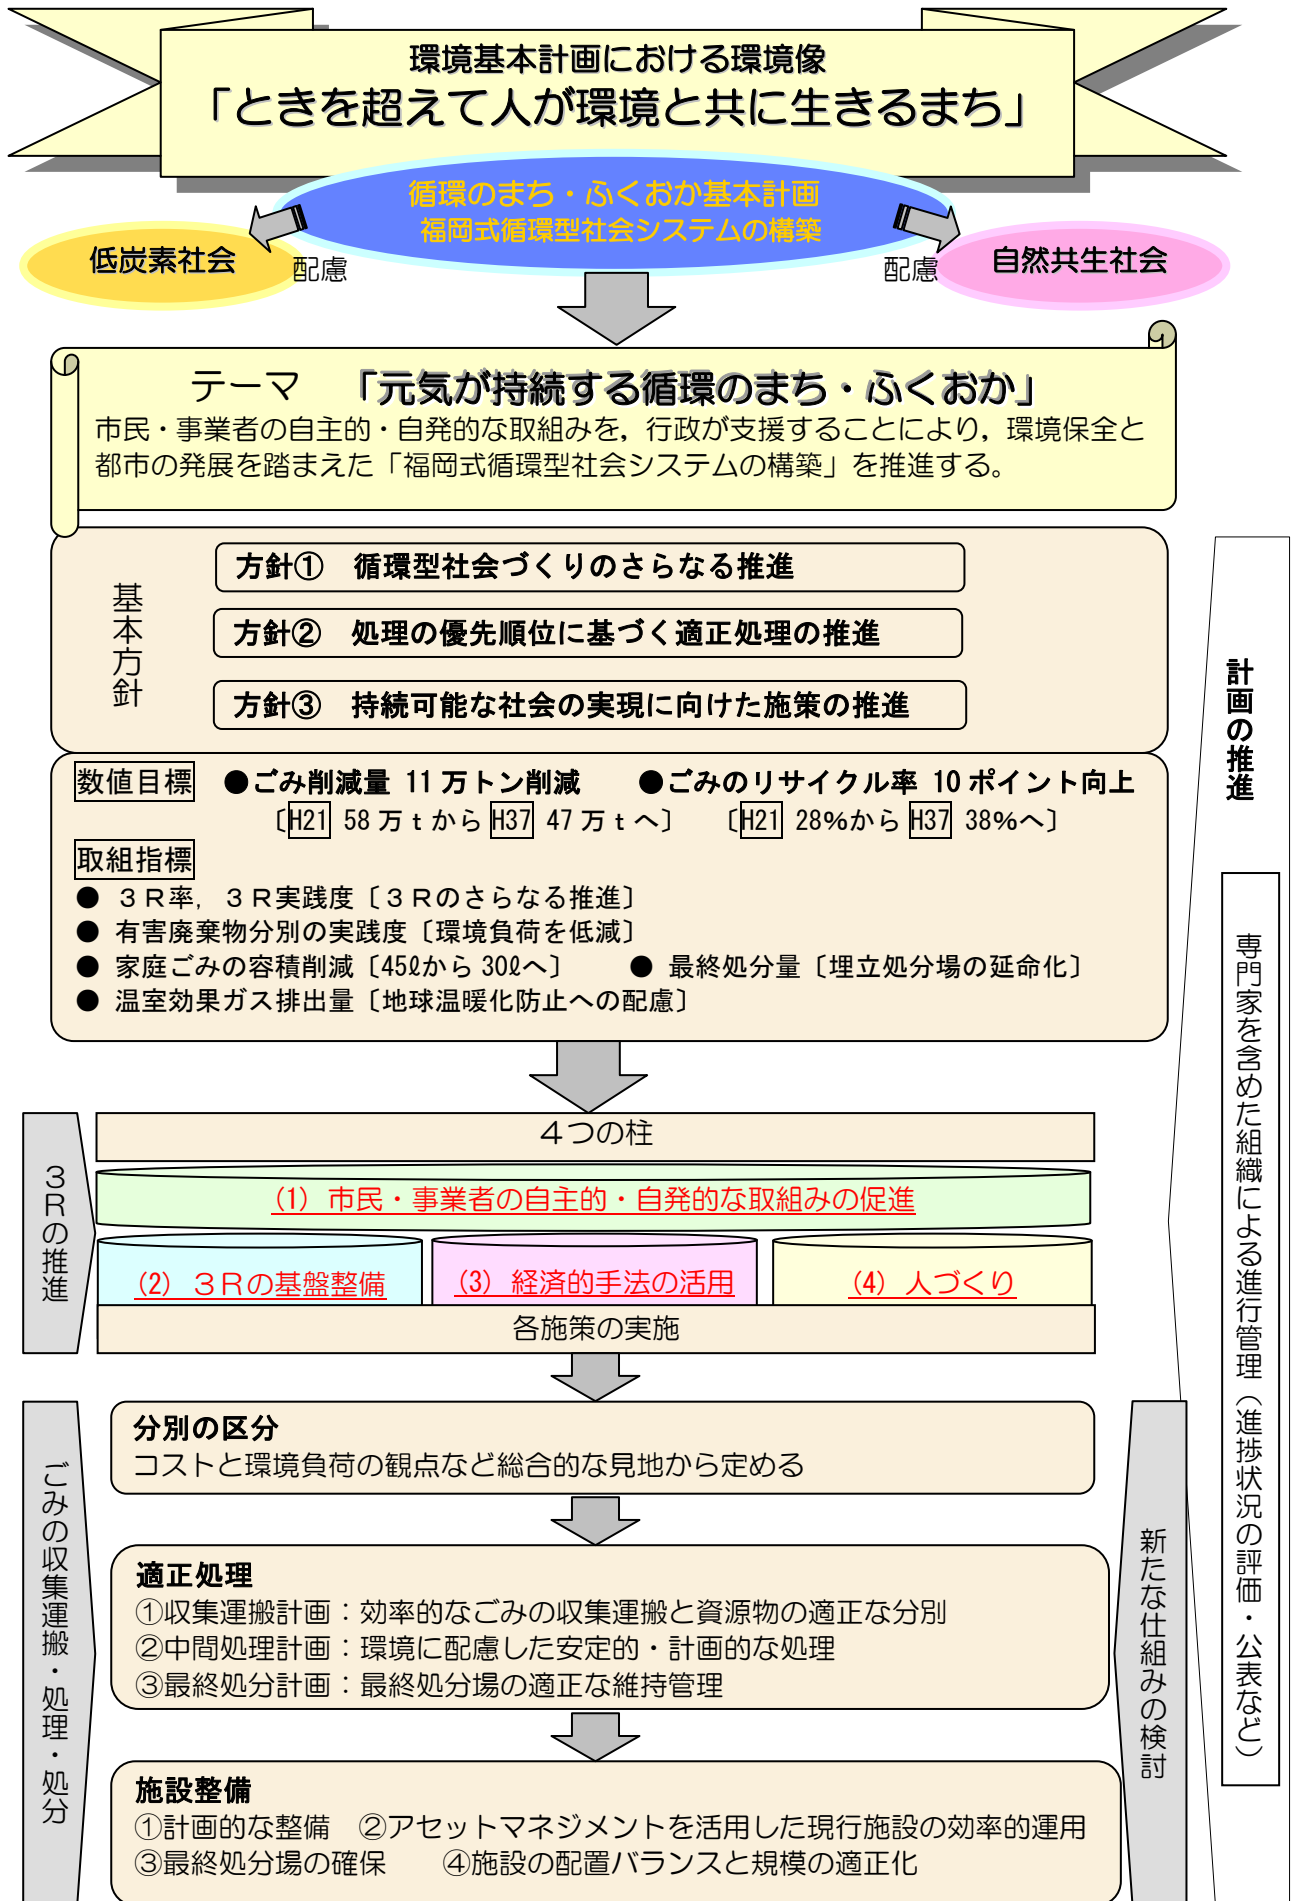 環境基本計画における環境像
「ときを超えて人が環境と共に生きるまち」
循環のまち・ふくおか基本計画
福岡式循環型社会システムの構築
低炭素社会
配慮
配慮
自然共生社会
テーマ 「元気が持続する循環のまち・ふくおか」
市民・事業者の自主的・自発的な取組みを，行政が支援することにより，環境保全と
都市の発展を踏まえた「福岡式循環型社会システムの構築」を推進する。
基本方針
方針① 循環型社会づくりのさらなる推進
方針② 処理の優先順位に基づく適正処理の推進
方針③ 持続可能な社会の実現に向けた施策の推進
数値目標 ●ごみ削減量 11万トン削減 ●ごみのリサイクル率 10ポイント向上
〔H21 58万ｔから H37 47万ｔへ〕 〔H21 28%から H37 38%へ〕
取組指標
● ３Ｒ率，３Ｒ実践度〔３Ｒのさらなる推進〕
● 有害廃棄物分別の実践度〔環境負荷を低減〕
● 家庭ごみの容積削減〔45ℓから30ℓへ〕 ● 最終処分量〔埋立処分場の延命化〕
● 温室効果ガス排出量〔地球温暖化防止への配慮〕
計画の推進
専門家を含めた組織による進行管理（進捗状況の評価・公表など）
３Ｒの推進
４つの柱
(1) 市民・事業者の自主的・自発的な取組みの促進
(2) ３Ｒの基盤整備
(3) 経済的手法の活用
(4) 人づくり
各施策の実施
ごみの収集運搬・処理・処分
分別の区分
コストと環境負荷の観点など総合的な見地から定める
適正処理
①収集運搬計画：効率的なごみの収集運搬と資源物の適正な分別
②中間処理計画：環境に配慮した安定的・計画的な処理
③最終処分計画：最終処分場の適正な維持管理
新たな仕組みの検討
施設整備
①計画的な整備 ②アセットマネジメントを活用した現行施設の効率的運用
③最終処分場の確保 ④施設の配置バランスと規模の適正化